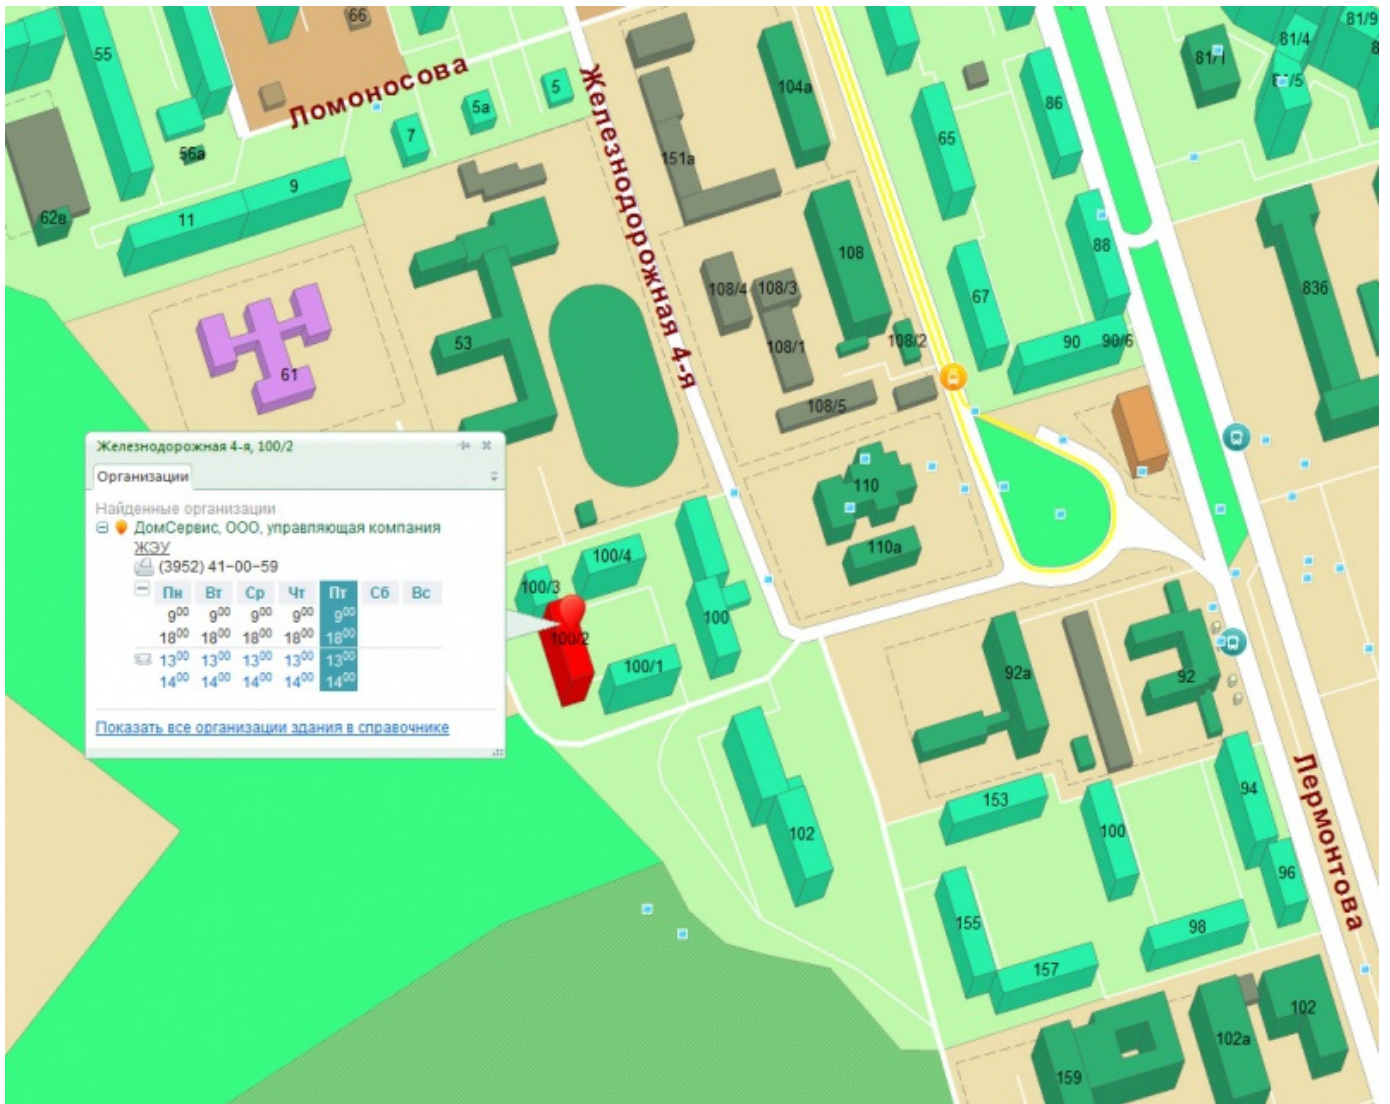 66
81/9
55
Ломоносова
81/4
81/1
5
104а
81/5
5а
86
7
65
56а
151а
9
62в
11
Железнодорожная 4-я
88
108
836
108/4
108/3
67
108/2
90
90/6
53
108/1
61
108/5
Железнодорожная 4-я, 100/2
Организации
Найденные организации
ДомСервис, ООО, управляющая компания
ЖЭУ
(3952) 41-00-59
Пн Вт Ср Чт Пт Сб Вс
9⁰⁰ 9⁰⁰ 9⁰⁰ 9⁰⁰ 9⁰⁰
18⁰⁰ 18⁰⁰ 18⁰⁰ 18⁰⁰ 18⁰⁰
13⁰⁰ 13⁰⁰ 13⁰⁰ 13⁰⁰ 13⁰⁰
14⁰⁰ 14⁰⁰ 14⁰⁰ 14⁰⁰ 14⁰⁰
Показать все организации здания в справочнике
110
110а
100/4
100/3
100
100/2
100/1
92а
92
Лермонтова
94
153
100
102
96
155
98
157
102
102а
159